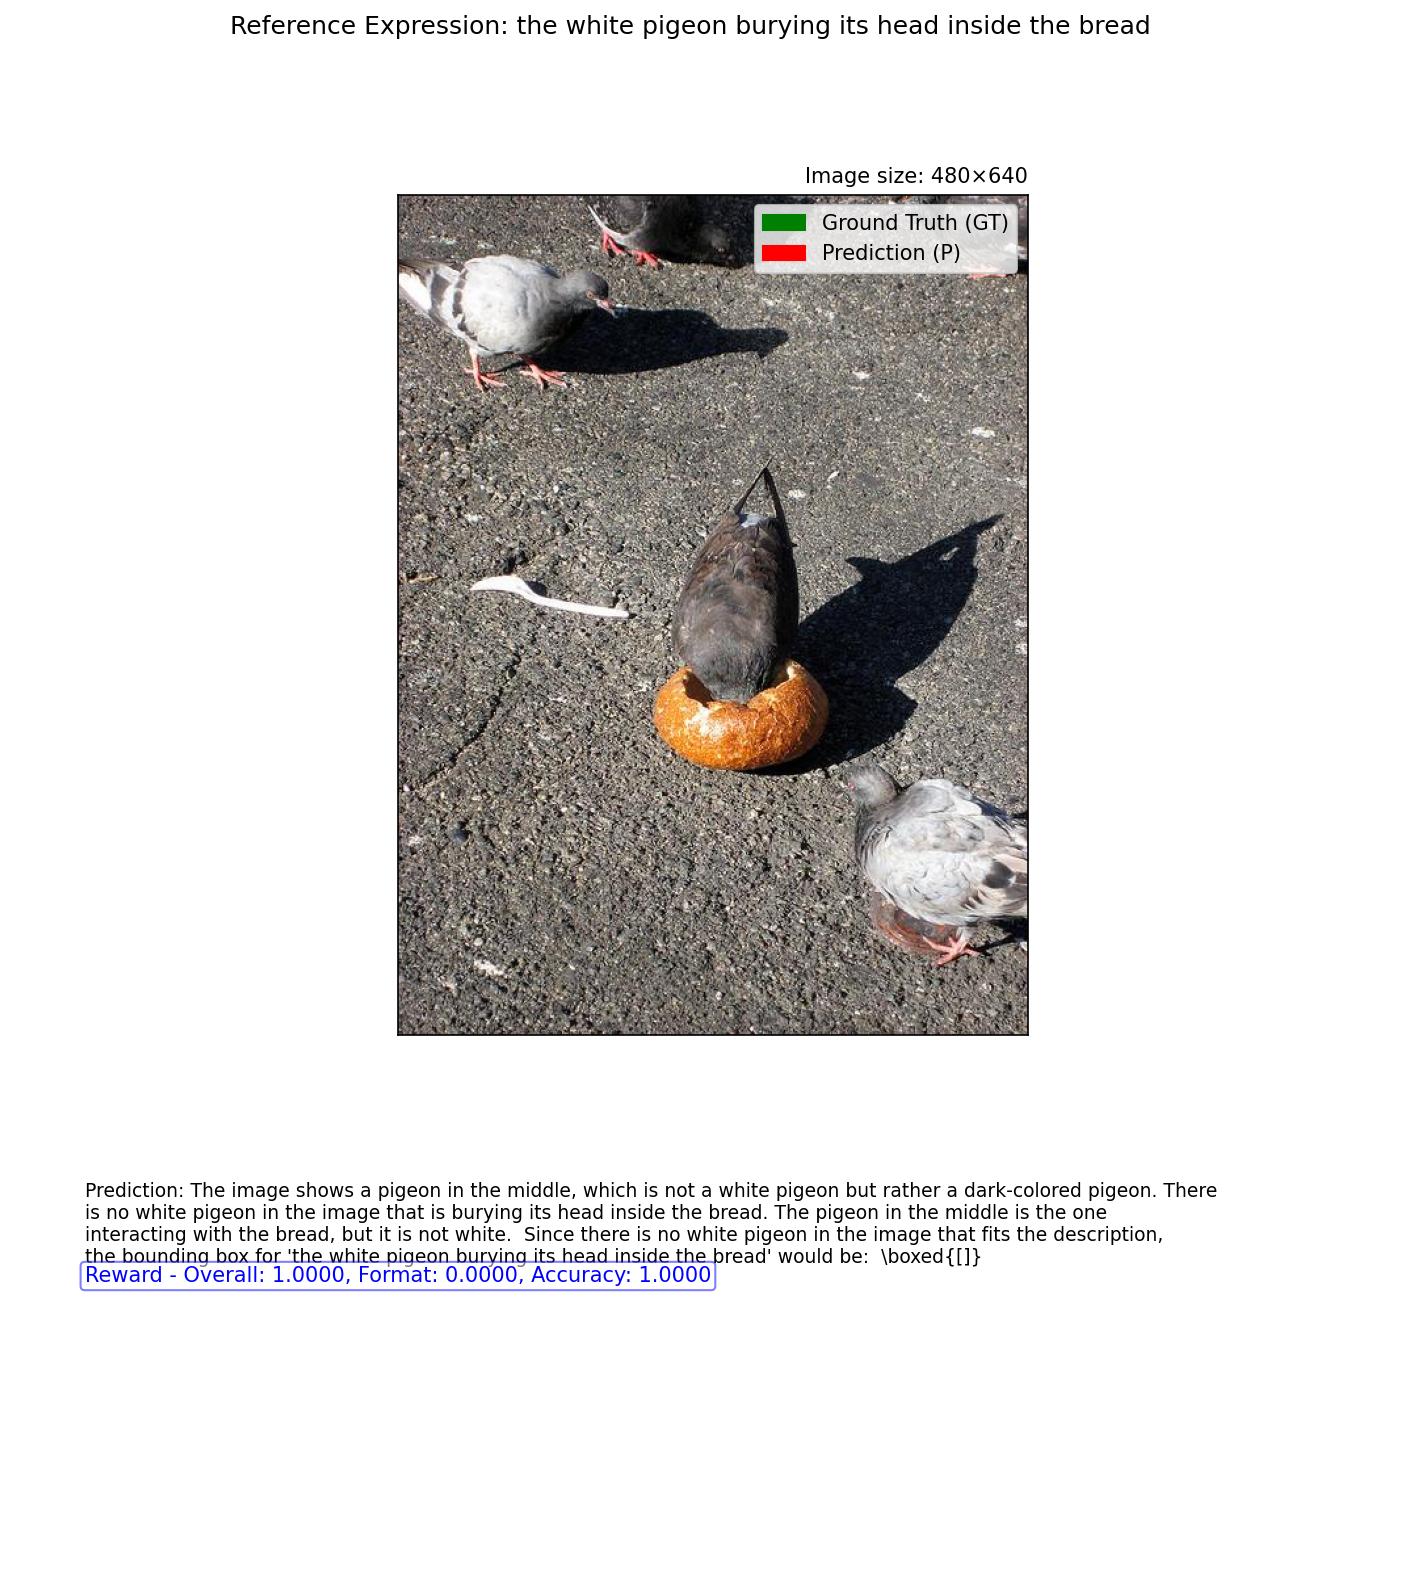 Reference Expression: the white pigeon burying its head inside the bread
Image size: 480×640
Ground Truth (GT)
Prediction (P)
Prediction: The image shows a pigeon in the middle, which is not a white pigeon but rather a dark-colored pigeon. There
is no white pigeon in the image that is burying its head inside the bread. The pigeon in the middle is the one
interacting with the bread, but it is not white.  Since there is no white pigeon in the image that fits the description,
the bounding box for 'the white pigeon burying its head inside the bread' would be:  \boxed{[]}
Reward - Overall: 1.0000, Format: 0.0000, Accuracy: 1.0000